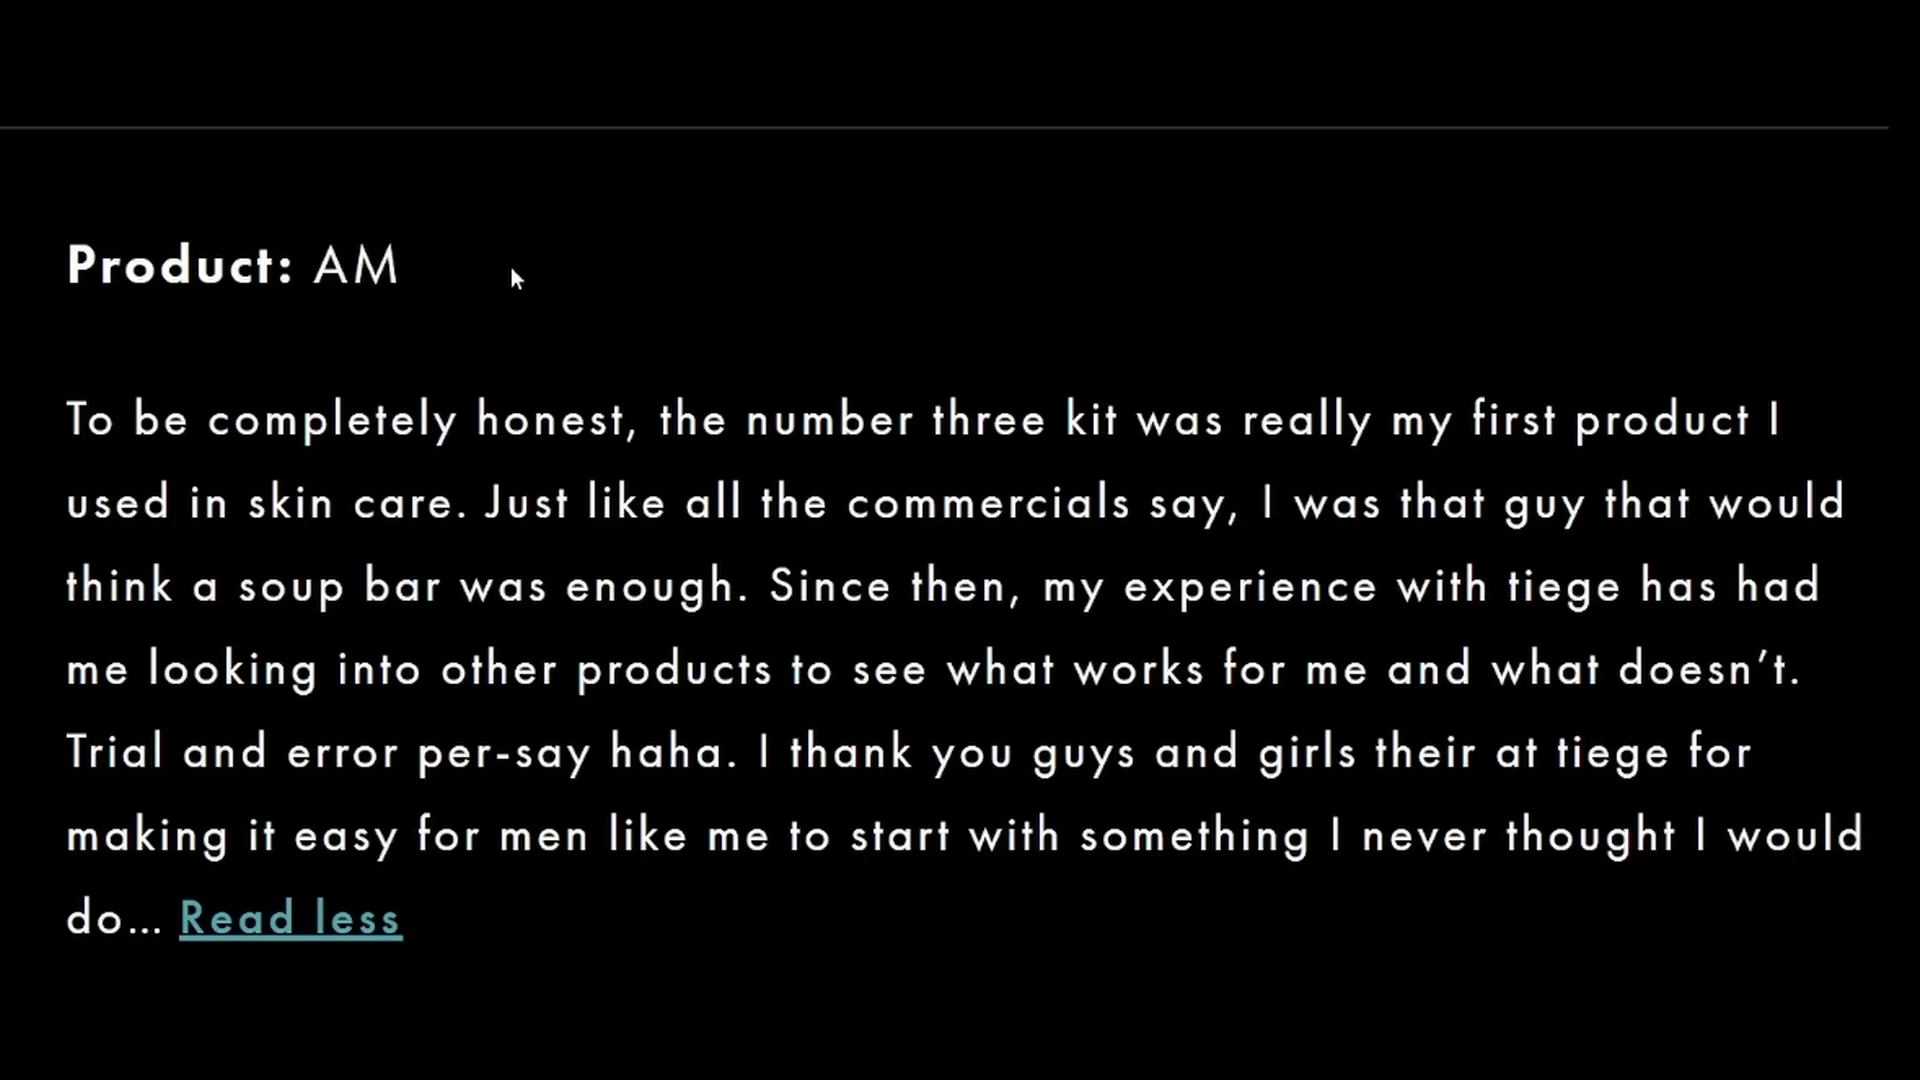 Product: AM
To be completely honest, the number three kit was really my first product I
used in skin care. Just like all the commercials say, I was that guy that would
think a soup bar was enough. Since then, my experience with tiege has had
me looking into other products to see what works for me and what doesn’t.
Trial and error per-say haha. I thank you guys and girls their at tiege for
making it easy for men like me to start with something I never thought I would
do... Read less